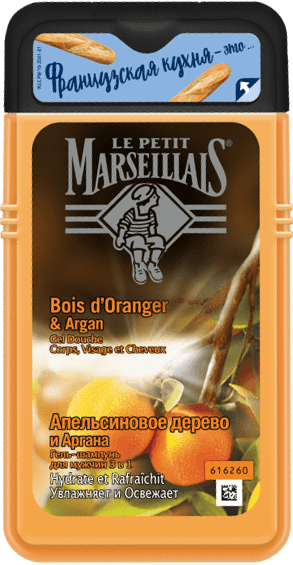 Французская кухня - это ...
LE PETIT
MARSEILLAIS®
Bois d'Oranger
& Argan
Gel Douche
Corps, Visage et Cheveux
Апельсиновое дерево
и Аргана
Гель-шампунь
для мужчин 3 в 1
616260
Hydrate et Rafraîchit
Увлажняет и Освежает